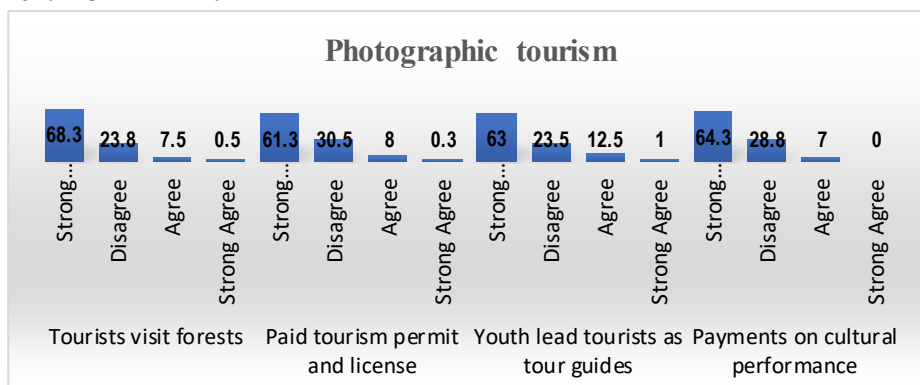 Photographic tourism
68.3 23.8 7.5 0.5 61.3 30.5 8 0.3 63 23.5 12.5 1 64.3 28.8 7 0
Strong... Disagree Agree Strong Agree Strong... Disagree Agree Strong Agree Strong... Disagree Agree Strong Agree Strong... Disagree Agree Strong Agree
Tourists visit forests Paid tourism permit Youth lead tourists as Payments on cultural
and license tour guides performance